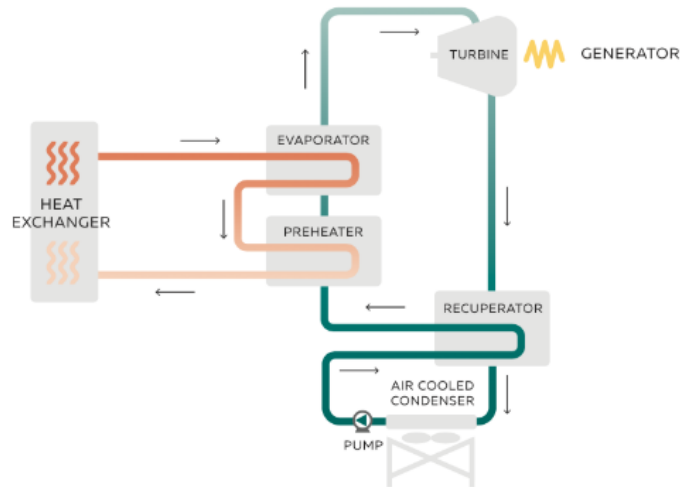 TURBINE
GENERATOR
EVAPORATOR
HEAT
EXCHANGER
PREHEATER
RECUPERATOR
AIR COOLED
CONDENSER
PUMP